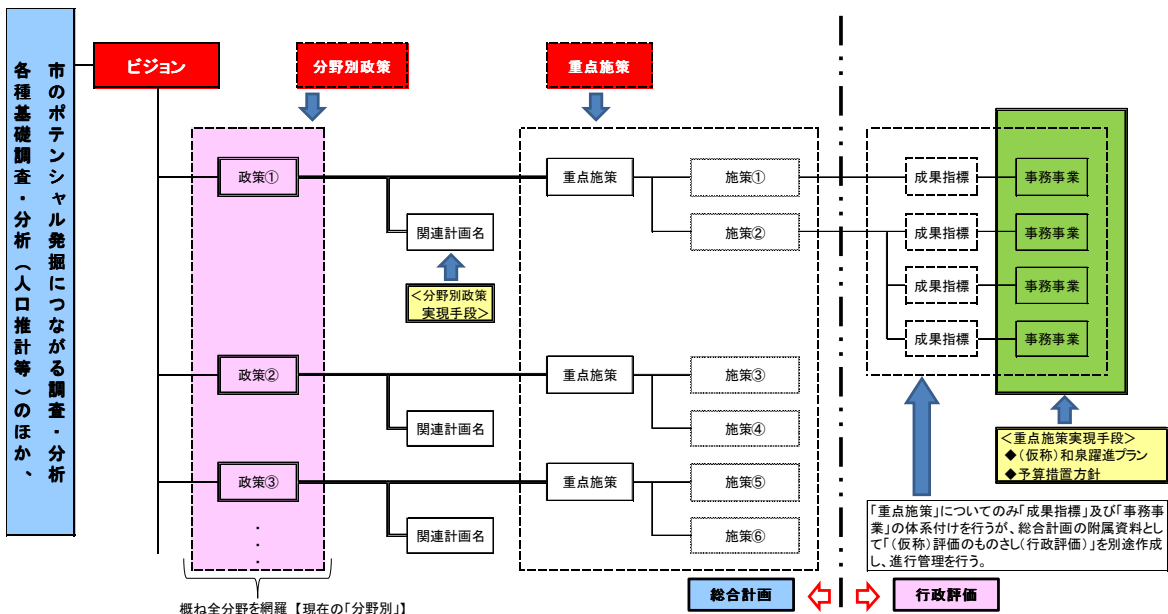 各種基礎調査・分析（人口推計等）のほか、
市のポテンシャル発掘につながる調査・分析
ビジョン
分野別政策
重点施策
政策①
重点施策
施策①
成果指標
事務事業
関連計画名
施策②
成果指標
事務事業
成果指標
事務事業
成果指標
事務事業
＜分野別政策
実現手段＞
政策②
重点施策
施策③
関連計画名
施策④
政策③
重点施策
施策⑤
関連計画名
施策⑥
・
・
・
＜重点施策実現手段＞
◆(仮称)和泉躍進プラン
◆予算措置方針
「重点施策」についてのみ「成果指標」及び「事務事
業」の体系付けを行うが、総合計画の附属資料とし
て「(仮称)評価のものさし(行政評価)」を別途作成
し、進行管理を行う。
概ね全分野を網羅【現在の「分野別」】
総合計画
行政評価